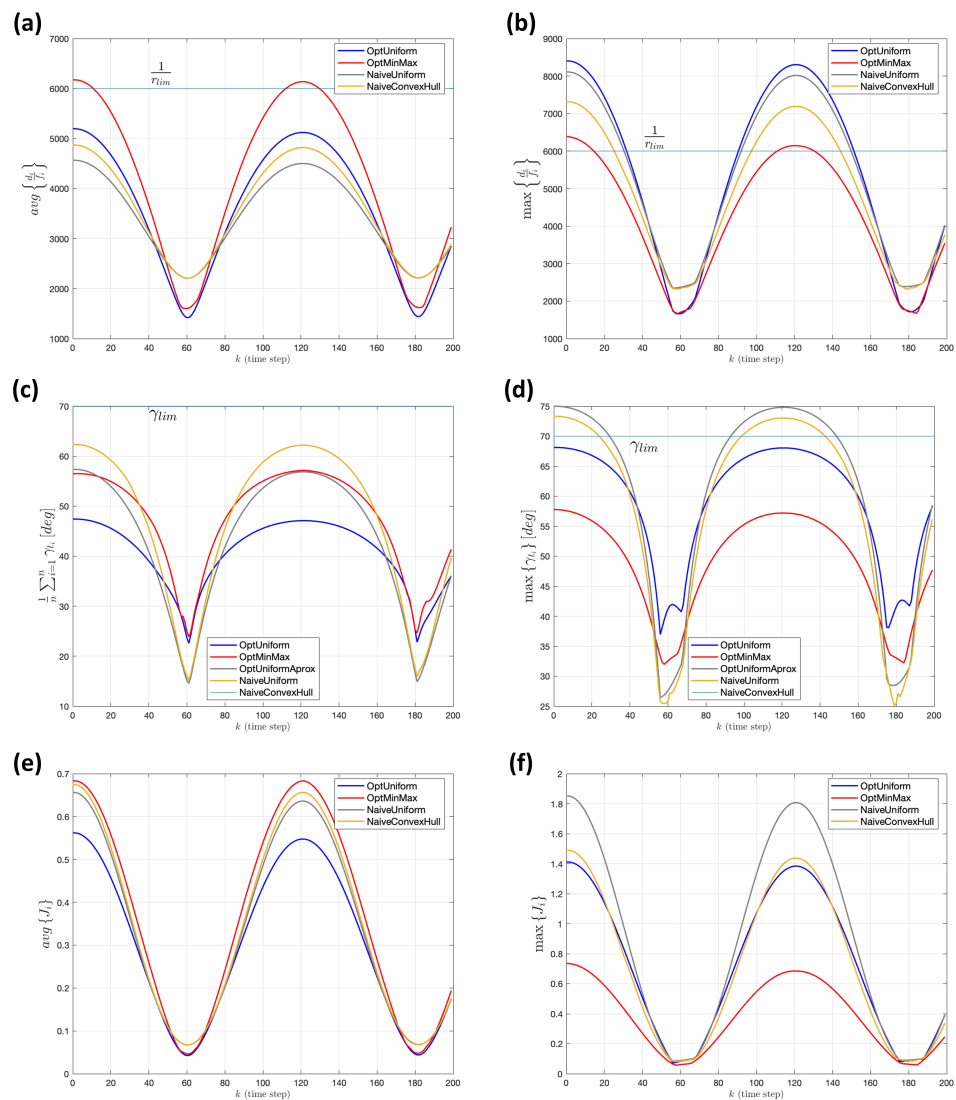 (a)
7000
6000
5000
4000
3000
2000
1000
0 20 40 60 80 100 120 140 160 180 200
k (time step)
avg {d_i/f_i}
1/r_lim
OptUniform
OptMinMax
NaiveUniform
NaiveConvexHull
(b)
9000
8000
7000
6000
5000
4000
3000
2000
1000
0 20 40 60 80 100 120 140 160 180 200
k (time step)
max {d_i/f_i}
1/r_lim
OptUniform
OptMinMax
NaiveUniform
NaiveConvexHull
(c)
70
60
50
40
30
20
10
0 20 40 60 80 100 120 140 160 180 200
k (time step)
1/n ∑_{i=1}^{n} γ_{t_i} [deg]
γ_lim
OptUniform
OptMinMax
OptUniformAprox
NaiveUniform
NaiveConvexHull
(d)
75
70
65
60
55
50
45
40
35
30
25
0 20 40 60 80 100 120 140 160 180 200
k (time step)
max {γ_{t_i}} [deg]
γ_lim
OptUniform
OptMinMax
OptUniformAprox
NaiveUniform
NaiveConvexHull
(e)
0.7
0.6
0.5
0.4
0.3
0.2
0.1
0
0 20 40 60 80 100 120 140 160 180 200
k (time step)
avg {J_i}
OptUniform
OptMinMax
NaiveUniform
NaiveConvexHull
(f)
2
1.8
1.6
1.4
1.2
1
0.8
0.6
0.4
0.2
0
0 20 40 60 80 100 120 140 160 180 200
k (time step)
max {J_i}
OptUniform
OptMinMax
NaiveUniform
NaiveConvexHull